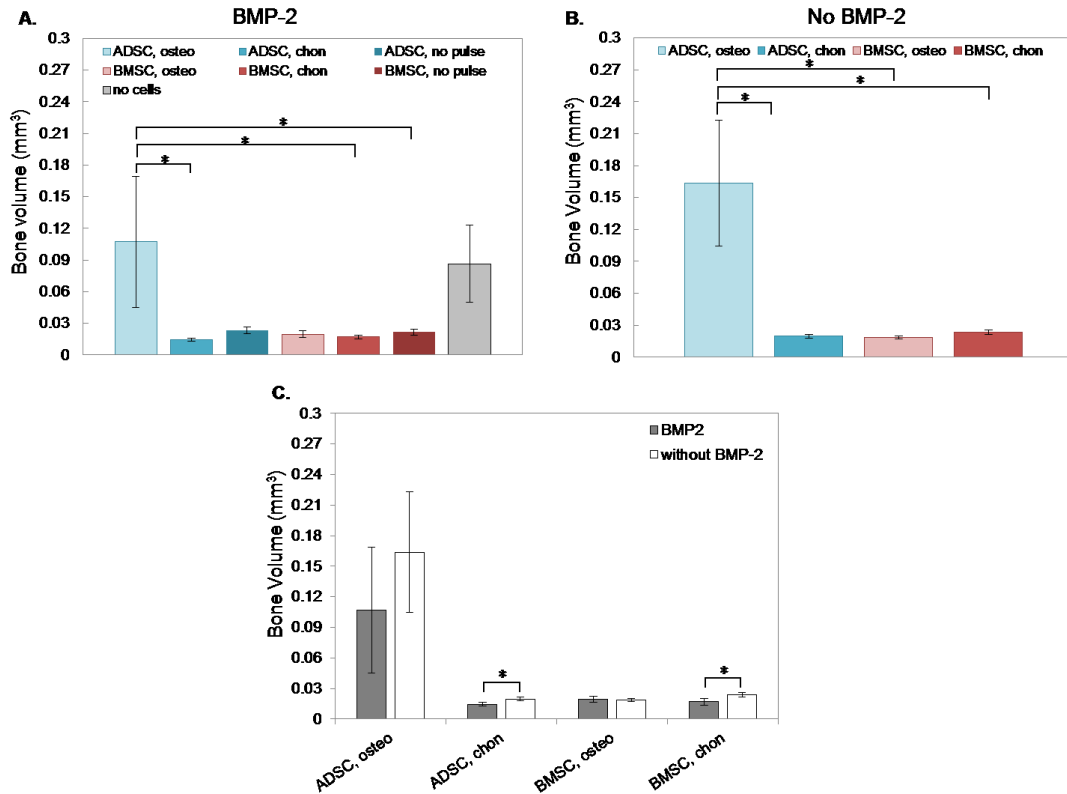 A.
BMP-2
ADSC, osteo ADSC, chon ADSC, no pulse
BMSC, osteo BMSC, chon BMSC, no pulse
no cells
Bone volume (mm³)
0.3
0.27
0.24
0.21
0.18
0.15
0.12
0.09
0.06
0.03
0
*
*
*
B.
No BMP-2
ADSC, osteo ADSC, chon BMSC, osteo BMSC, chon
Bone Volume (mm³)
0.3
0.27
0.24
0.21
0.18
0.15
0.12
0.09
0.06
0.03
0
*
*
*
C.
BMP2
without BMP-2
Bone Volume (mm³)
0.3
0.27
0.24
0.21
0.18
0.15
0.12
0.09
0.06
0.03
0
*
*
ADSC, osteo
ADSC, chon
BMSC, osteo
BMSC, chon